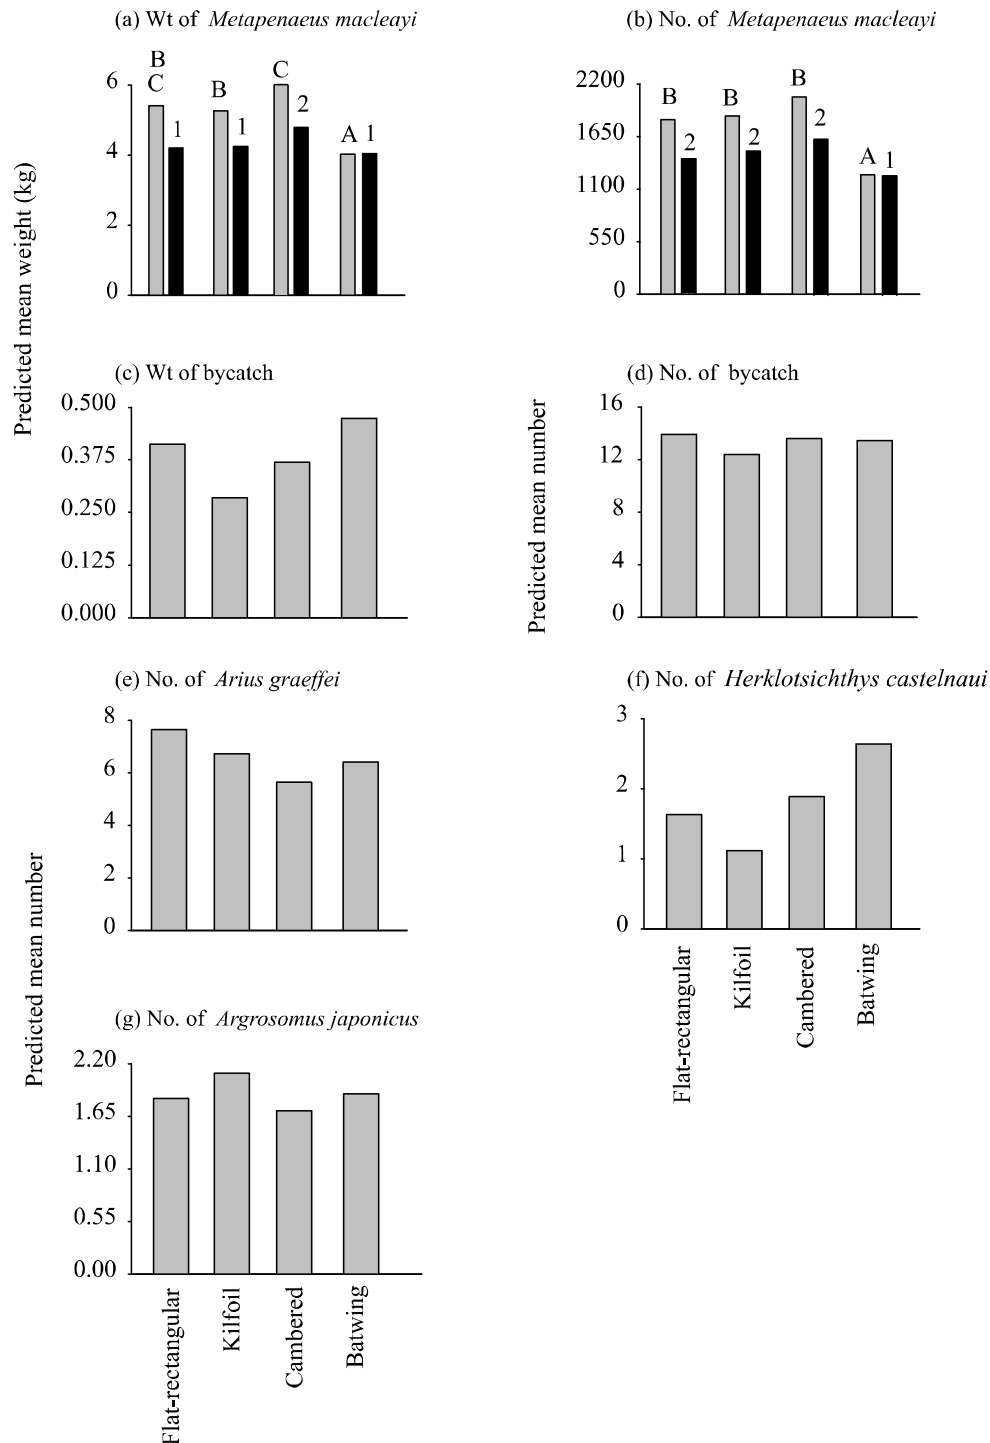 (a) Wt of Metapenaeus macleayi
(b) No. of Metapenaeus macleayi
Predicted mean weight (kg)
6
4
2
0
B
C
1
B
1
C
2
A
1
2200
1650
1100
550
0
B
2
B
2
B
2
A
1
(c) Wt of bycatch
0.500
0.375
0.250
0.125
0.000
(d) No. of bycatch
Predicted mean number
16
12
8
4
0
(e) No. of Arius graeffei
Predicted mean number
8
6
4
2
0
(f) No. of Herklotsichthys castelnaui
3
2
1
0
Flat-rectangular
Kilfoil
Cambered
Batwing
(g) No. of Argrosomus japonicus
2.20
1.65
1.10
0.55
0.00
Flat-rectangular
Kilfoil
Cambered
Batwing